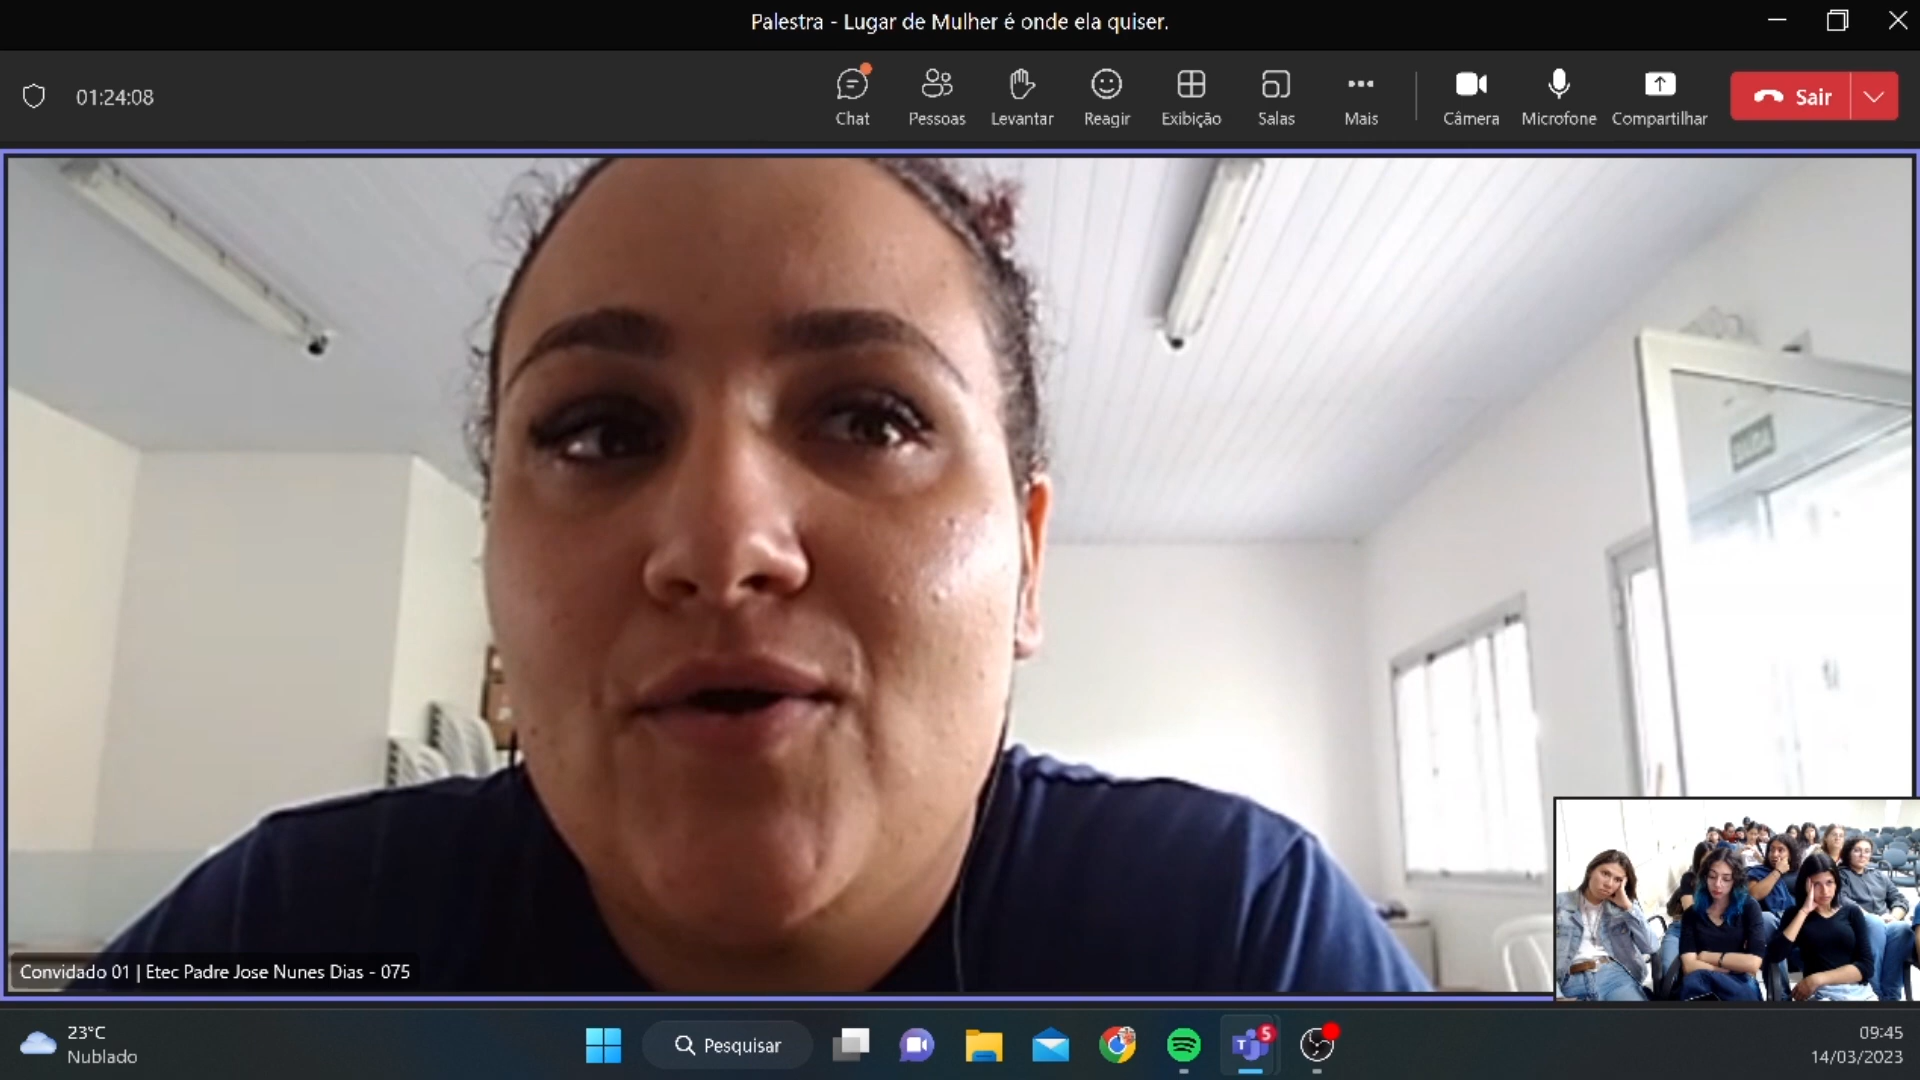 Palestra - Lugar de Mulher é onde ela quiser.
01:24:08
Chat
Pessoas
Levantar
Reagir
Exibição
Salas
Mais
Câmera
Microfone
Compartilhar
Sair
Convidado 01 | Etec Padre Jose Nunes Dias - 075
23°C
Nublado
Pesquisar
T
5
09:45
14/03/2023